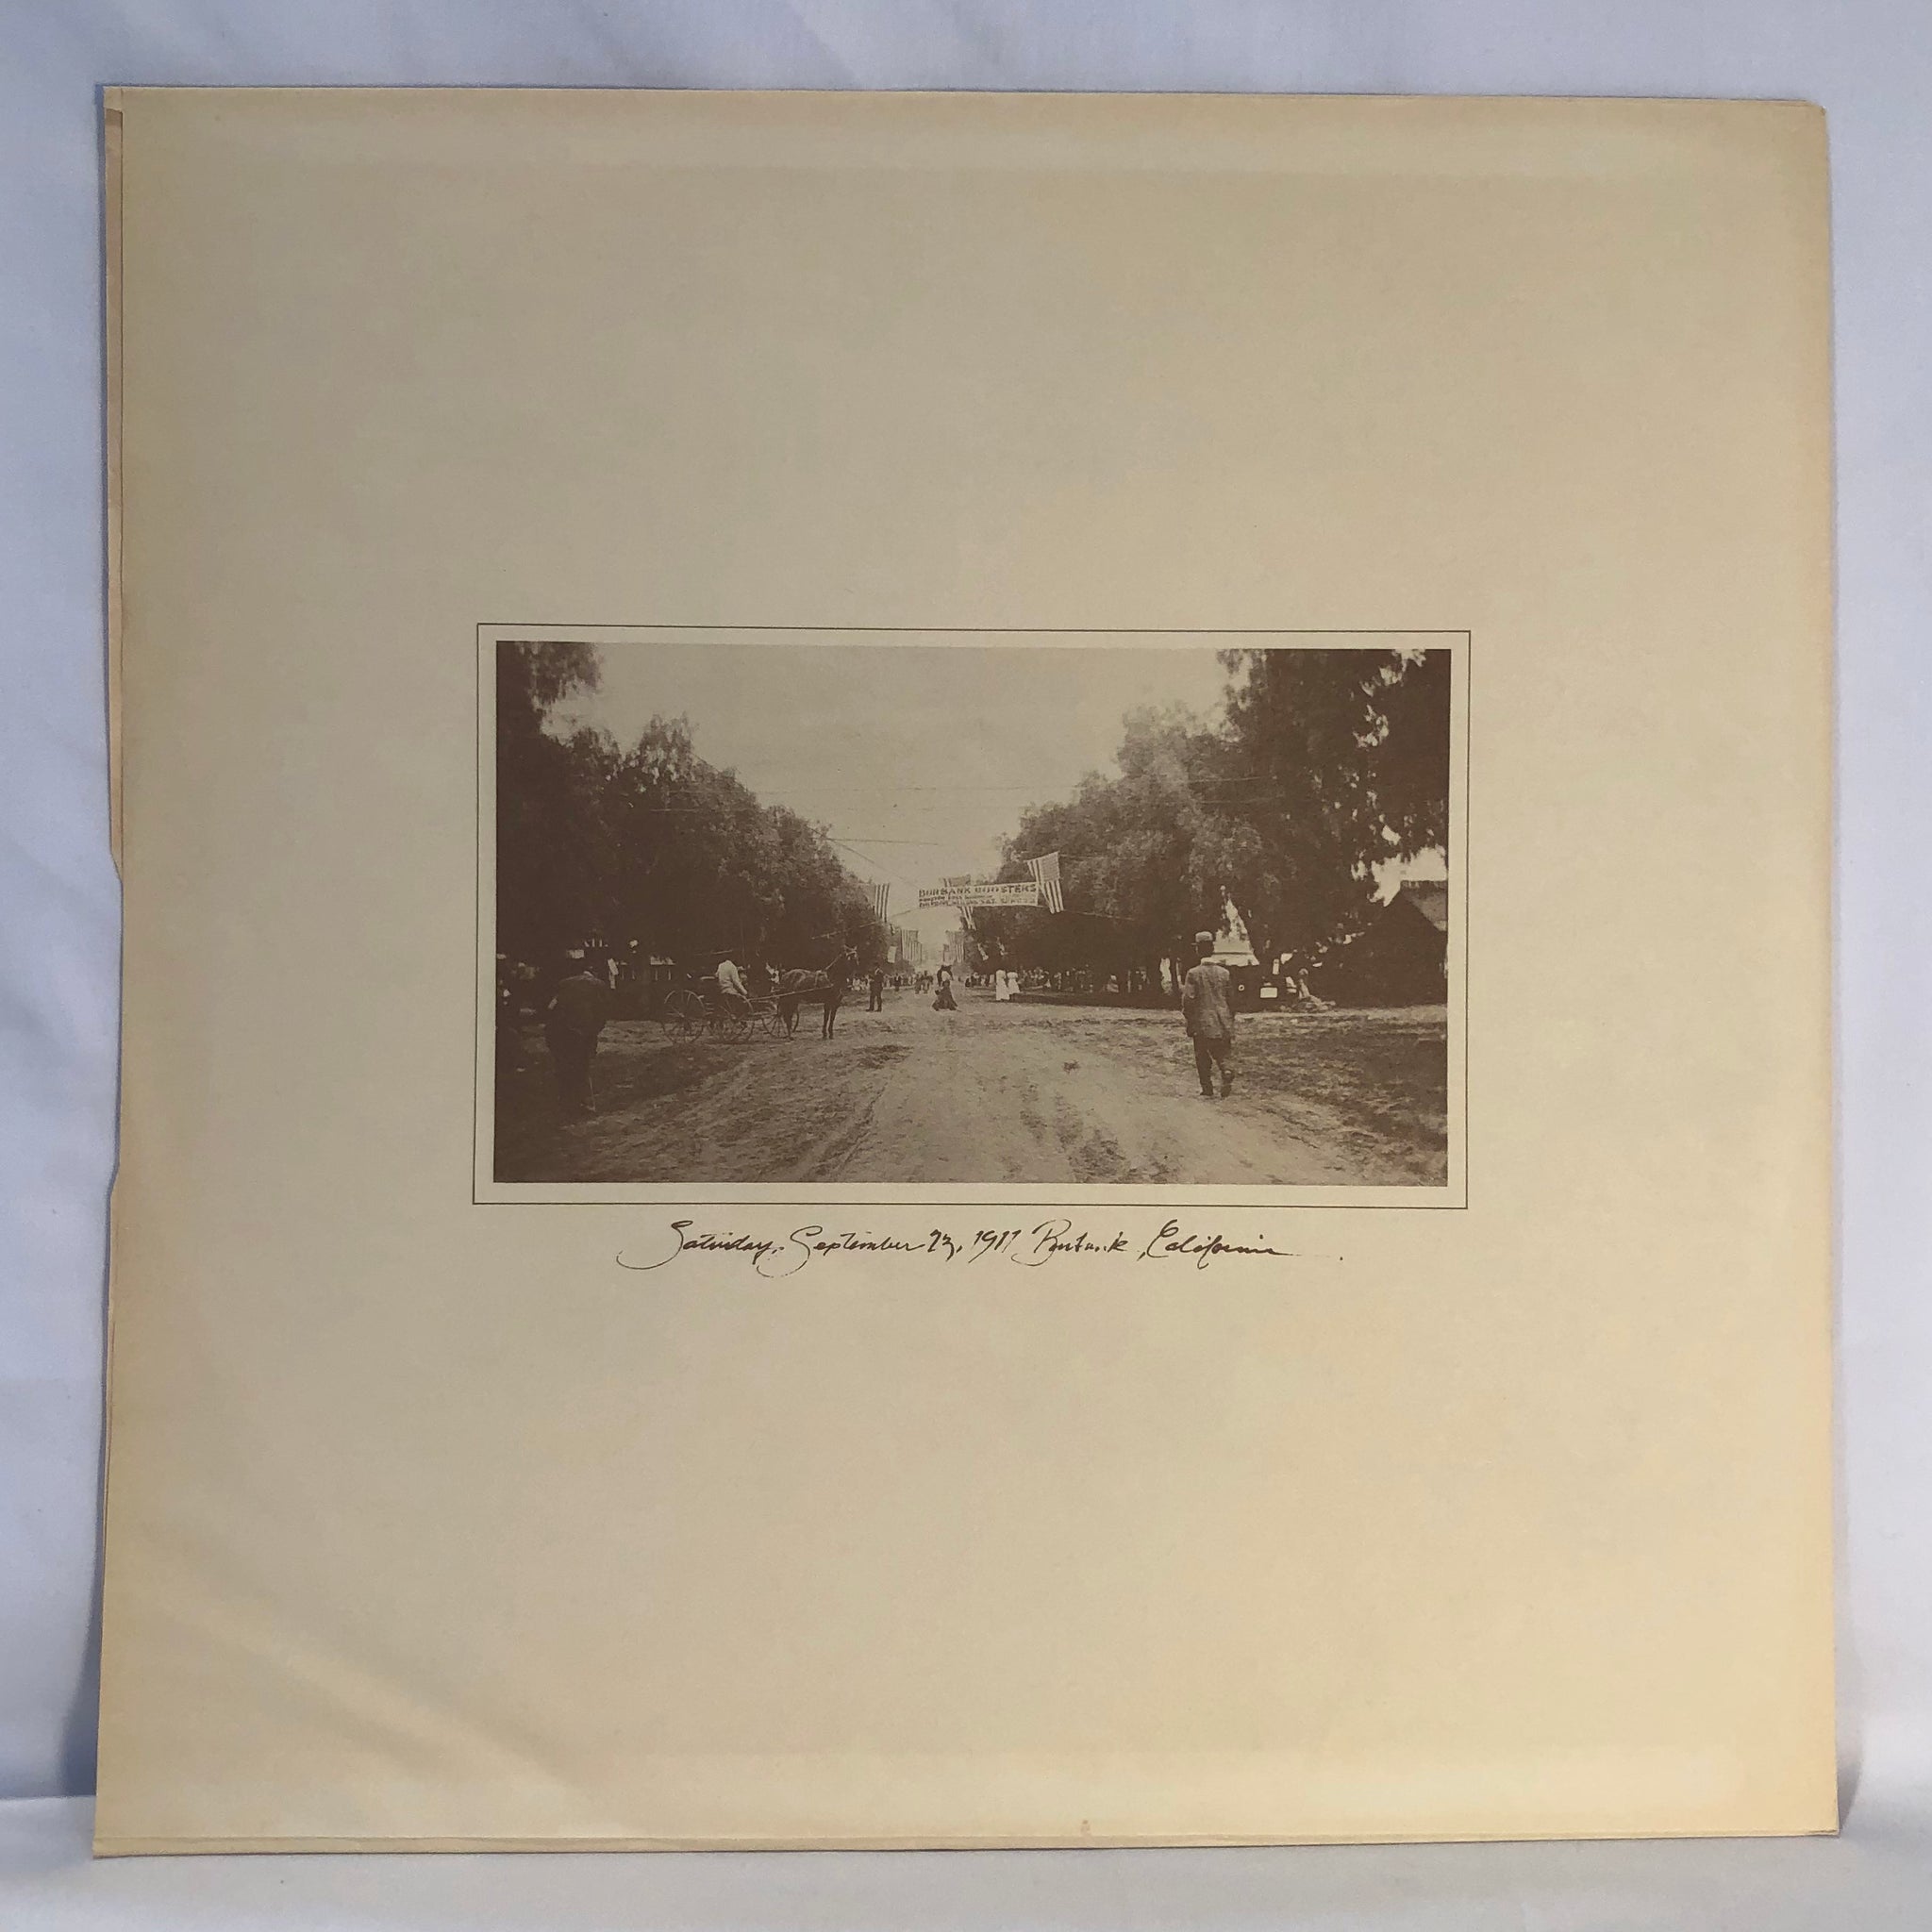 BURBANK BOOSTERS
Saturday, September 23, 1911 Burbank, California